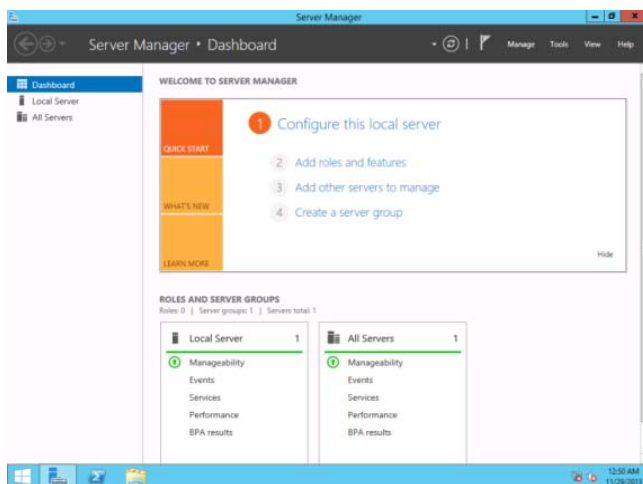 Server Manager
Server Manager • Dashboard
Manage Tools View Help
Dashboard
Local Server
All Servers
WELCOME TO SERVER MANAGER
QUICK START
WHAT'S NEW
LEARN MORE
1 Configure this local server
2 Add roles and features
3 Add other servers to manage
4 Create a server group
Hide
ROLES AND SERVER GROUPS
Roles: 0 | Server groups: 1 | Servers total: 1
Local Server 1
Manageability
Events
Services
Performance
BPA results
All Servers 1
Manageability
Events
Services
Performance
BPA results
12:50 AM